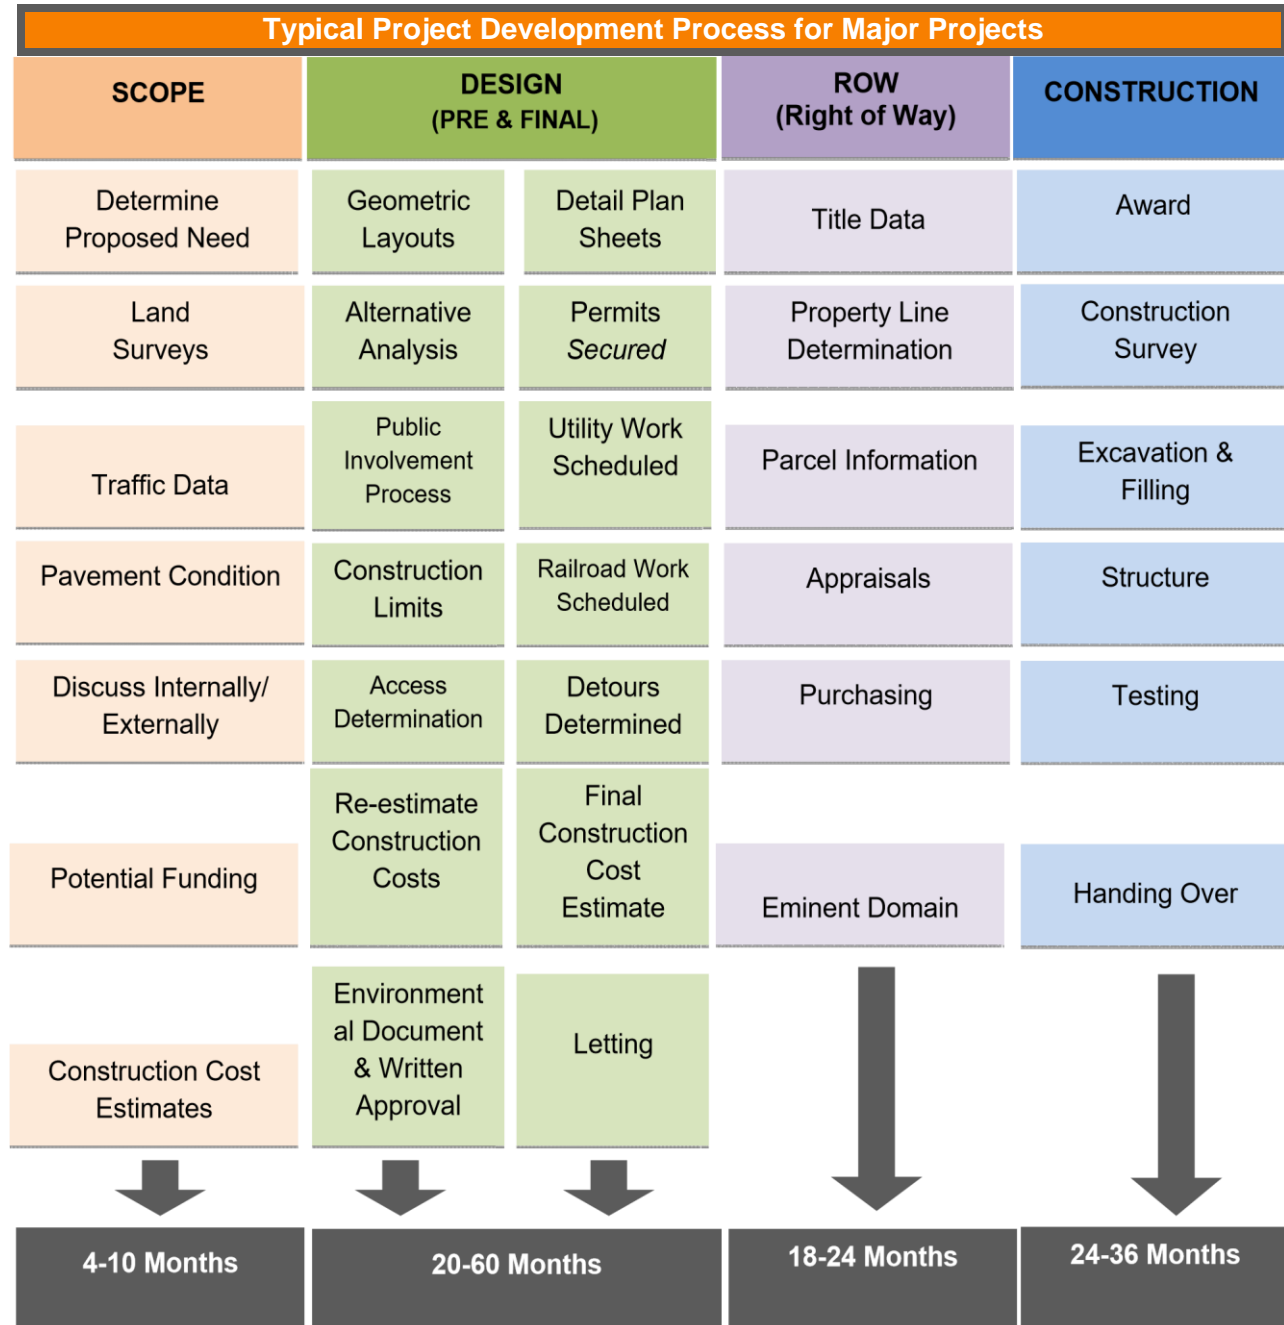 Typical Project Development Process for Major Projects
SCOPE
DESIGN
(PRE & FINAL)
ROW
(Right of Way)
CONSTRUCTION
Determine
Proposed Need
Geometric
Layouts
Detail Plan
Sheets
Title Data
Award
Land
Surveys
Alternative
Analysis
Permits
Secured
Property Line
Determination
Construction
Survey
Traffic Data
Public
Involvement
Process
Utility Work
Scheduled
Parcel Information
Excavation &
Filling
Pavement Condition
Construction
Limits
Railroad Work
Scheduled
Appraisals
Structure
Discuss Internally/
Externally
Access
Determination
Detours
Determined
Purchasing
Testing
Potential Funding
Re-estimate
Construction
Costs
Final
Construction
Cost
Estimate
Eminent Domain
Handing Over
Construction Cost
Estimates
Environment
al Document
& Written
Approval
Letting
4-10 Months
20-60 Months
18-24 Months
24-36 Months